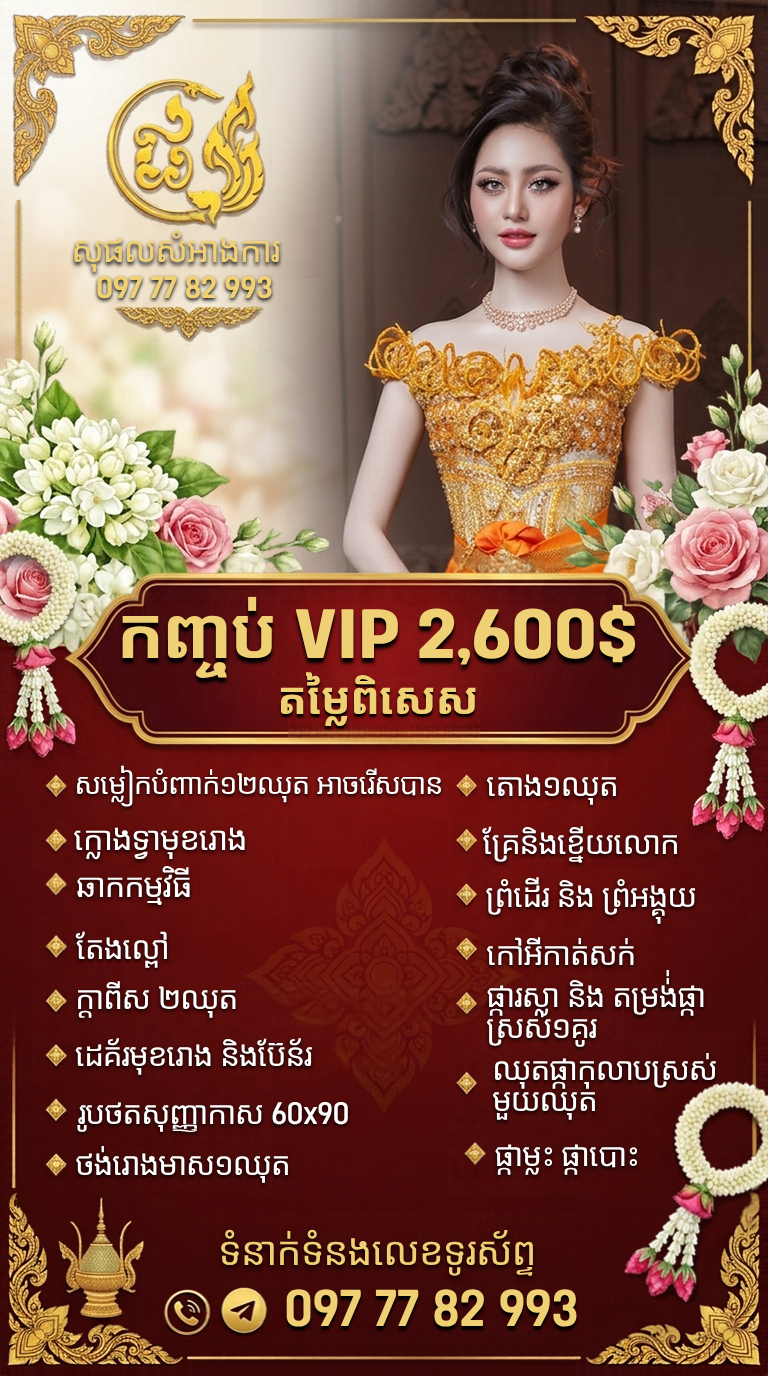 សុផលសំអាងការ
097 77 82 993
កញ្ចប់ VIP 2,600$
តម្លៃពិសេស
សម្លៀកបំពាក់១២ឈុត អាចរើសបាន
ក្លោងទ្វាមុខរោង
ឆាកកម្មវិធី
តែងល្ពៅ
ក្តាពីស ២ឈុត
ដេគ័រមុខរោង និងប៊ែន័រ
រូបថតសុញ្ញាកាស 60x90
ថង់រោងមាស១ឈុត
តោង១ឈុត
គ្រែនិងខ្នើយលោក
ព្រំដើរ និង ព្រំអង្គុយ
កៅអីកាត់សក់
ផ្កាស្លា និង តម្រង់ផ្កា
ស្រស់១គូរ
ឈុតផ្កាកុលាបស្រស់
មួយឈុត
ផ្កាម្លះ ផ្កាបោះ
ទំនាក់ទំនងលេខទូរស័ព្ទ
097 77 82 993